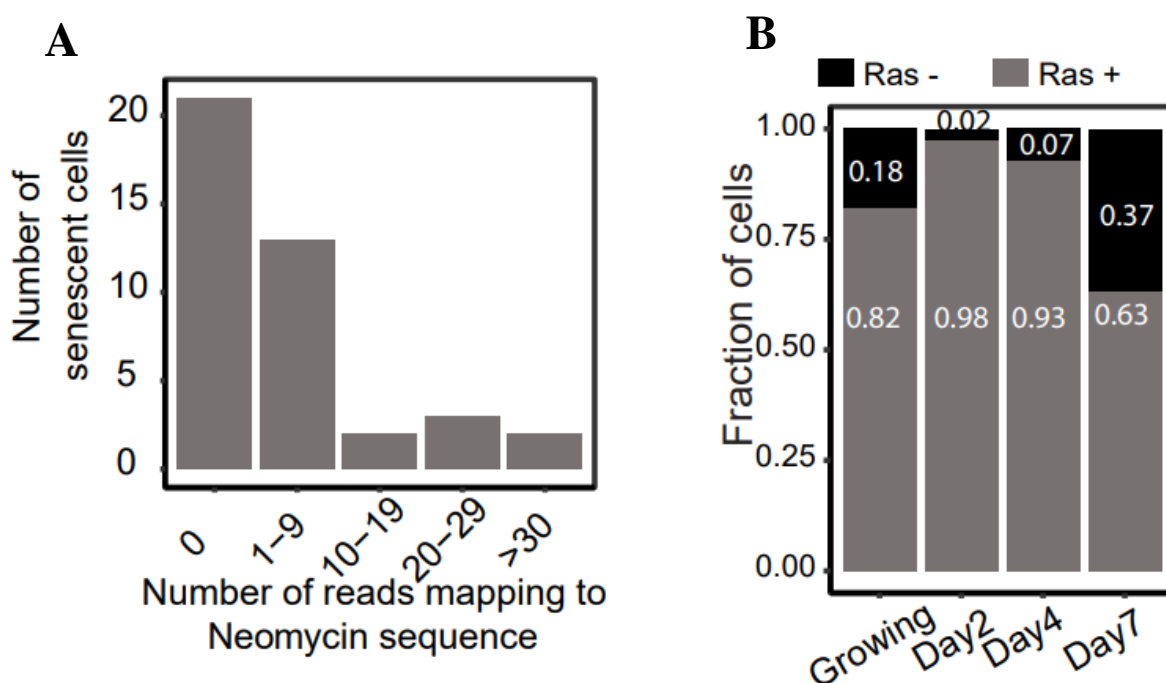 A
Number of
senescent cells
20
15
10
5
0
0
1–9
10–19
20–29
>30
Number of reads mapping to
Neomycin sequence
B
Ras - Ras +
Fraction of cells
1.00
0.75
0.50
0.25
0.00
0.18
0.02
0.07
0.37
0.82
0.98
0.93
0.63
Growing
Day2
Day4
Day7